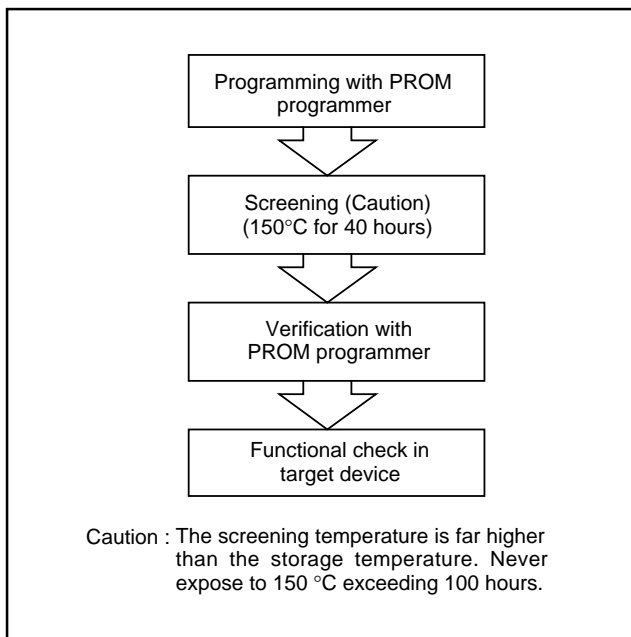 Programming with PROM
programmer
Screening (Caution)
(150°C for 40 hours)
Verification with
PROM programmer
Functional check in
target device
Caution : The screening temperature is far higher
than the storage temperature. Never
expose to 150 °C exceeding 100 hours.